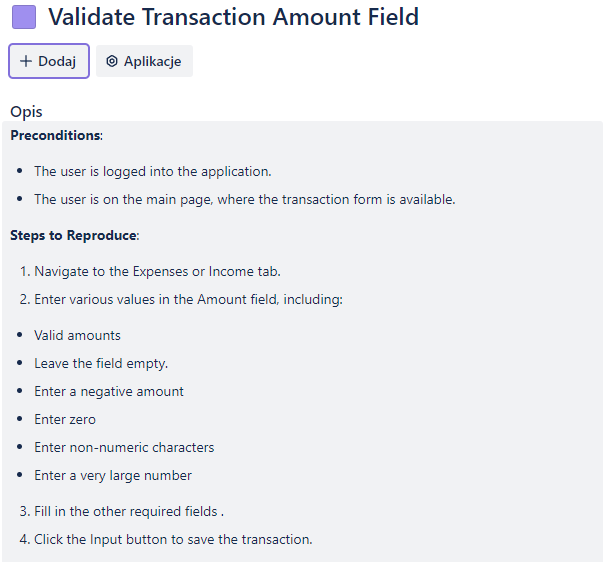 Validate Transaction Amount Field
+ Dodaj Aplikacje
Opis
Preconditions:
• The user is logged into the application.
• The user is on the main page, where the transaction form is available.
Steps to Reproduce:
1. Navigate to the Expenses or Income tab.
2. Enter various values in the Amount field, including:
• Valid amounts
• Leave the field empty.
• Enter a negative amount
• Enter zero
• Enter non-numeric characters
• Enter a very large number
3. Fill in the other required fields .
4. Click the Input button to save the transaction.